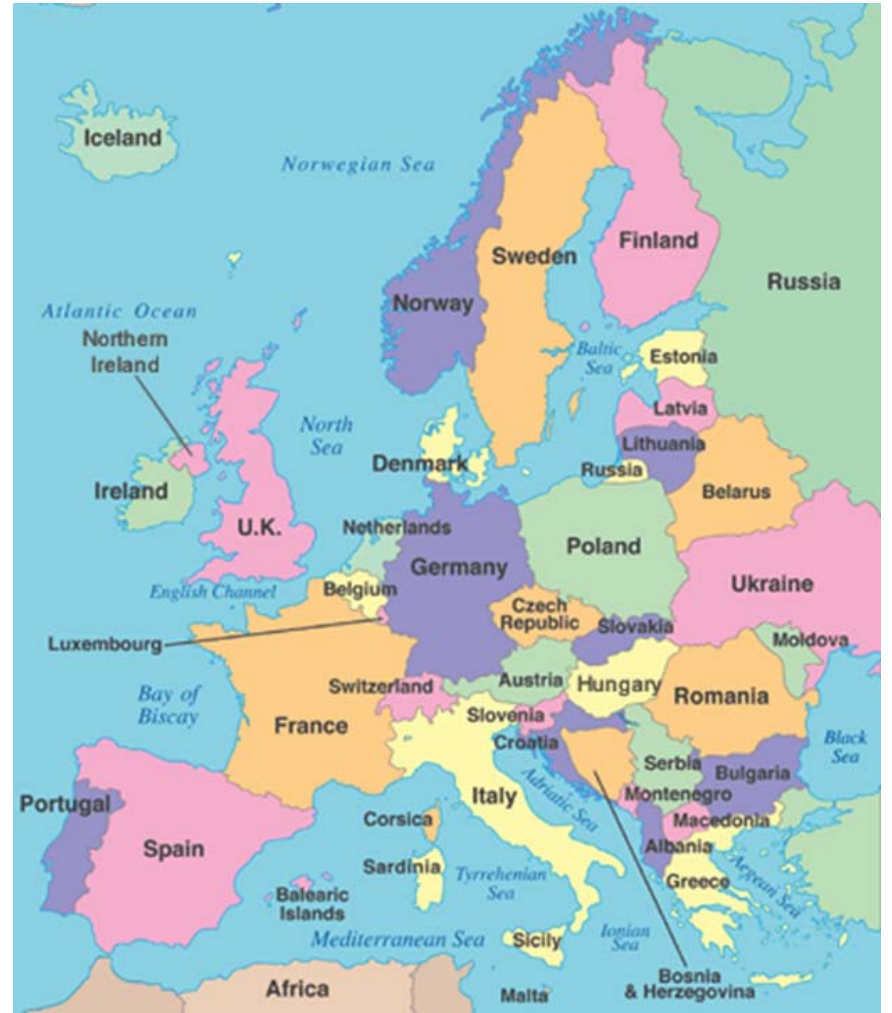 Iceland
Norwegian Sea
Finland
Sweden
Russia
Norway
Atlantic Ocean
Northern
Ireland
Baltic
Sea
Estonia
North
Sea
Latvia
Lithuania
Denmark
Russia
Ireland
Belarus
U.K.
Netherlands
Poland
Germany
Ukraine
English Channel
Belgium
Czech
Republic
Slovakia
Luxembourg
Moldova
Austria
Switzerland
Hungary
Bay of
Biscay
Romania
France
Slovenia
Croatia
Black
Sea
Serbia
Bulgaria
Portugal
Italy
Adriatic Sea
Montenegro
Corsica
Macedonia
Spain
Albania
Sardinia
Tyrrehenian
Sea
Greece
Aegean Sea
Balearic
Islands
Mediterranean Sea
Sicily
Ionian
Sea
Africa
Malta
Bosnia
& Herzegovina